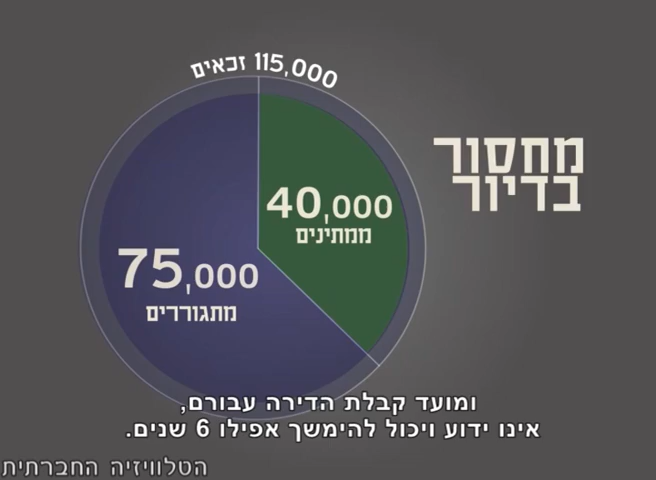 115,000 זכאים
מחסור
בדיור
40,000
ממתינים
75,000
מתגוררים
ומועד קבלת הדירה עבורם,
אינו ידוע ויכול להימשך אפילו 6 שנים.
הטלוויזיה החברתית